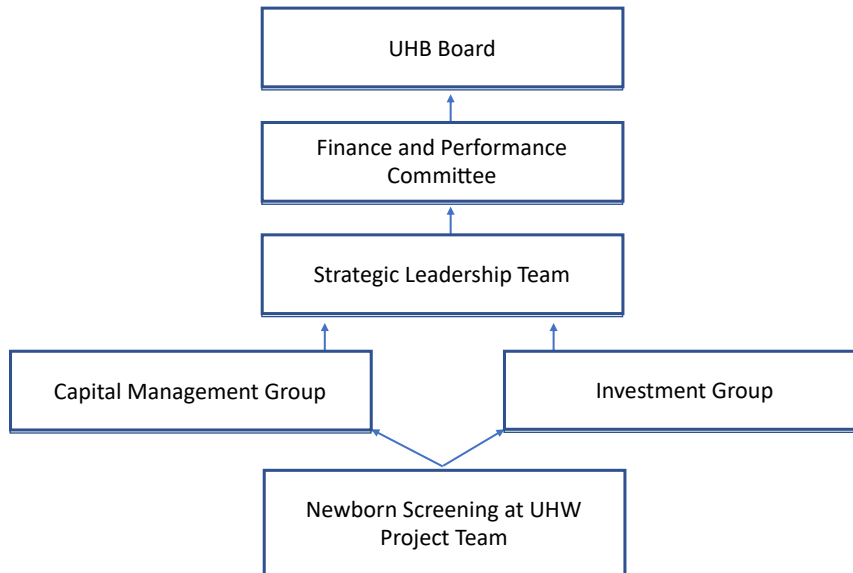 UHB Board
Finance and Performance
Committee
Strategic Leadership Team
Capital Management Group
Investment Group
Newborn Screening at UHW
Project Team